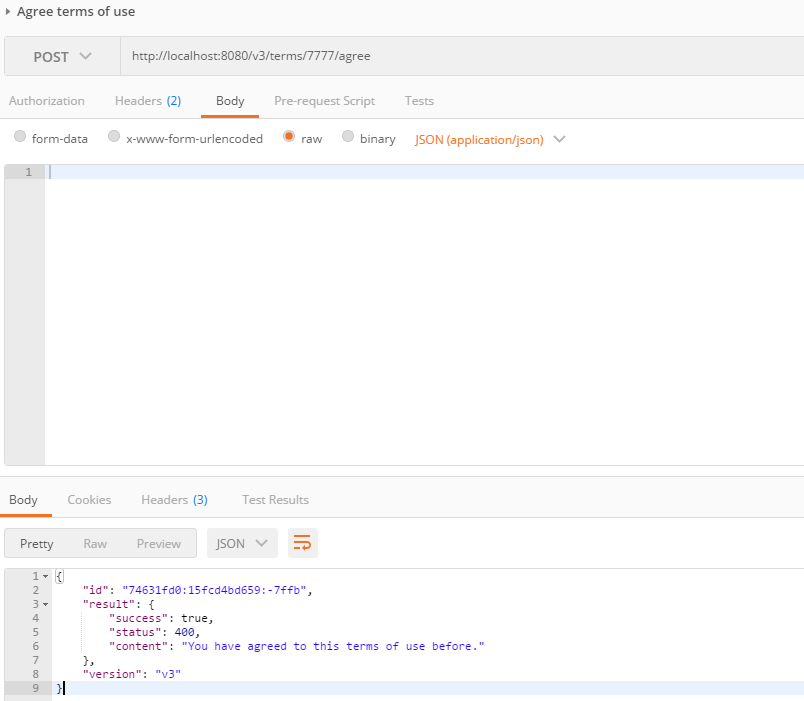 Agree terms of use
POST http://localhost:8080/v3/terms/7777/agree
Authorization Headers (2) Body Pre-request Script Tests
form-data x-www-form-urlencoded raw binary JSON (application/json)
1
Body Cookies Headers (3) Test Results
Pretty Raw Preview JSON
1 {
2 "id": "74631fd0:15fcd4bd659:-7ffb",
3 "result": {
4 "success": true,
5 "status": 400,
6 "content": "You have agreed to this terms of use before."
7 },
8 "version": "v3"
9 }